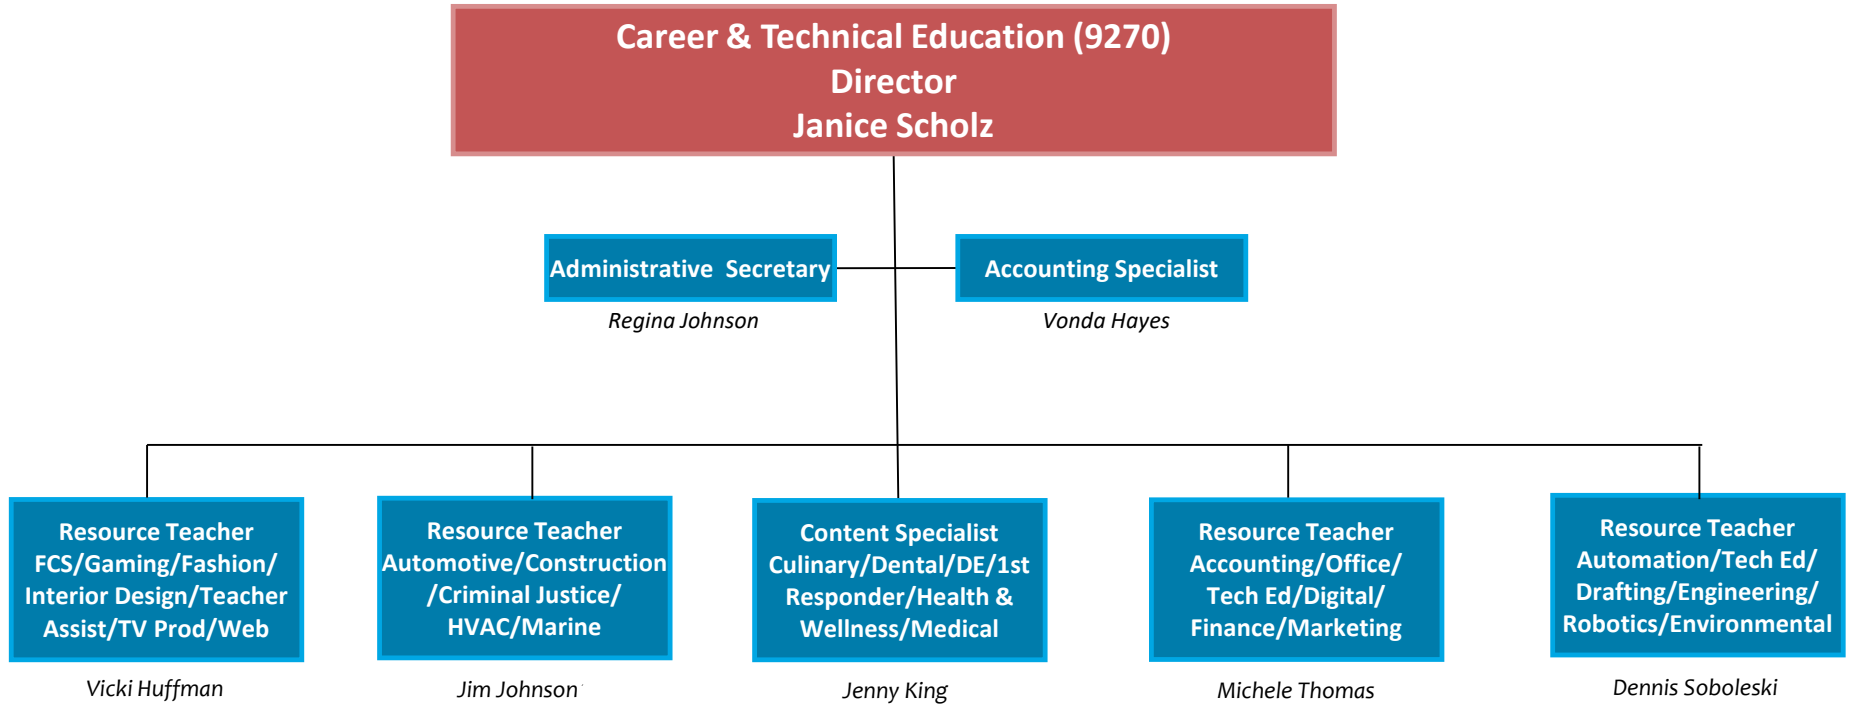 Career & Technical Education (9270)
Director
Janice Scholz
Administrative Secretary
Regina Johnson
Accounting Specialist
Vonda Hayes
Resource Teacher
FCS/Gaming/Fashion/
Interior Design/Teacher
Assist/TV Prod/Web
Vicki Huffman
Resource Teacher
Automotive/Construction
/Criminal Justice/
HVAC/Marine
Jim Johnson
Content Specialist
Culinary/Dental/DE/1st
Responder/Health &
Wellness/Medical
Jenny King
Resource Teacher
Accounting/Office/
Tech Ed/Digital/
Finance/Marketing
Michele Thomas
Resource Teacher
Automation/Tech Ed/
Drafting/Engineering/
Robotics/Environmental
Dennis Soboleski